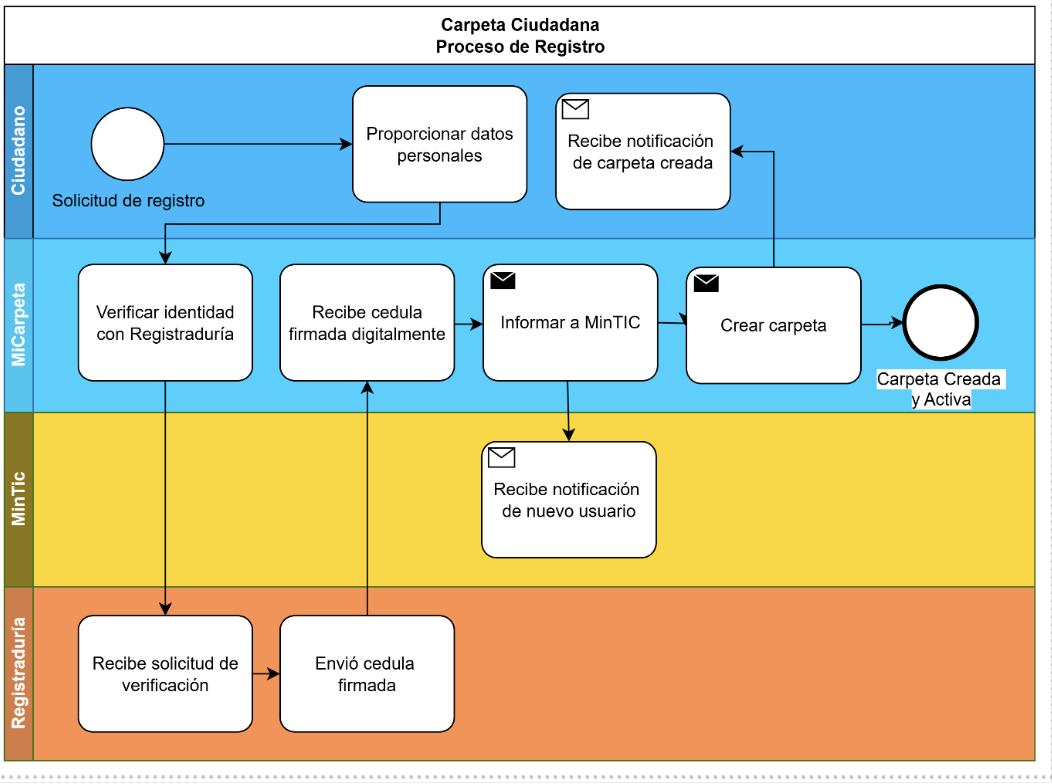 Carpeta Ciudadana
Proceso de Registro
Ciudadano
Solicitud de registro
Proporcionar datos
personales
Recibe notificación
de carpeta creada
MiCarpeta
Verificar identidad
con Registraduría
Recibe cedula
firmada digitalmente
Informar a MinTIC
Crear carpeta
Carpeta Creada
y Activa
MinTic
Recibe notificación
de nuevo usuario
Registraduría
Recibe solicitud de
verificación
Envió cedula
firmada